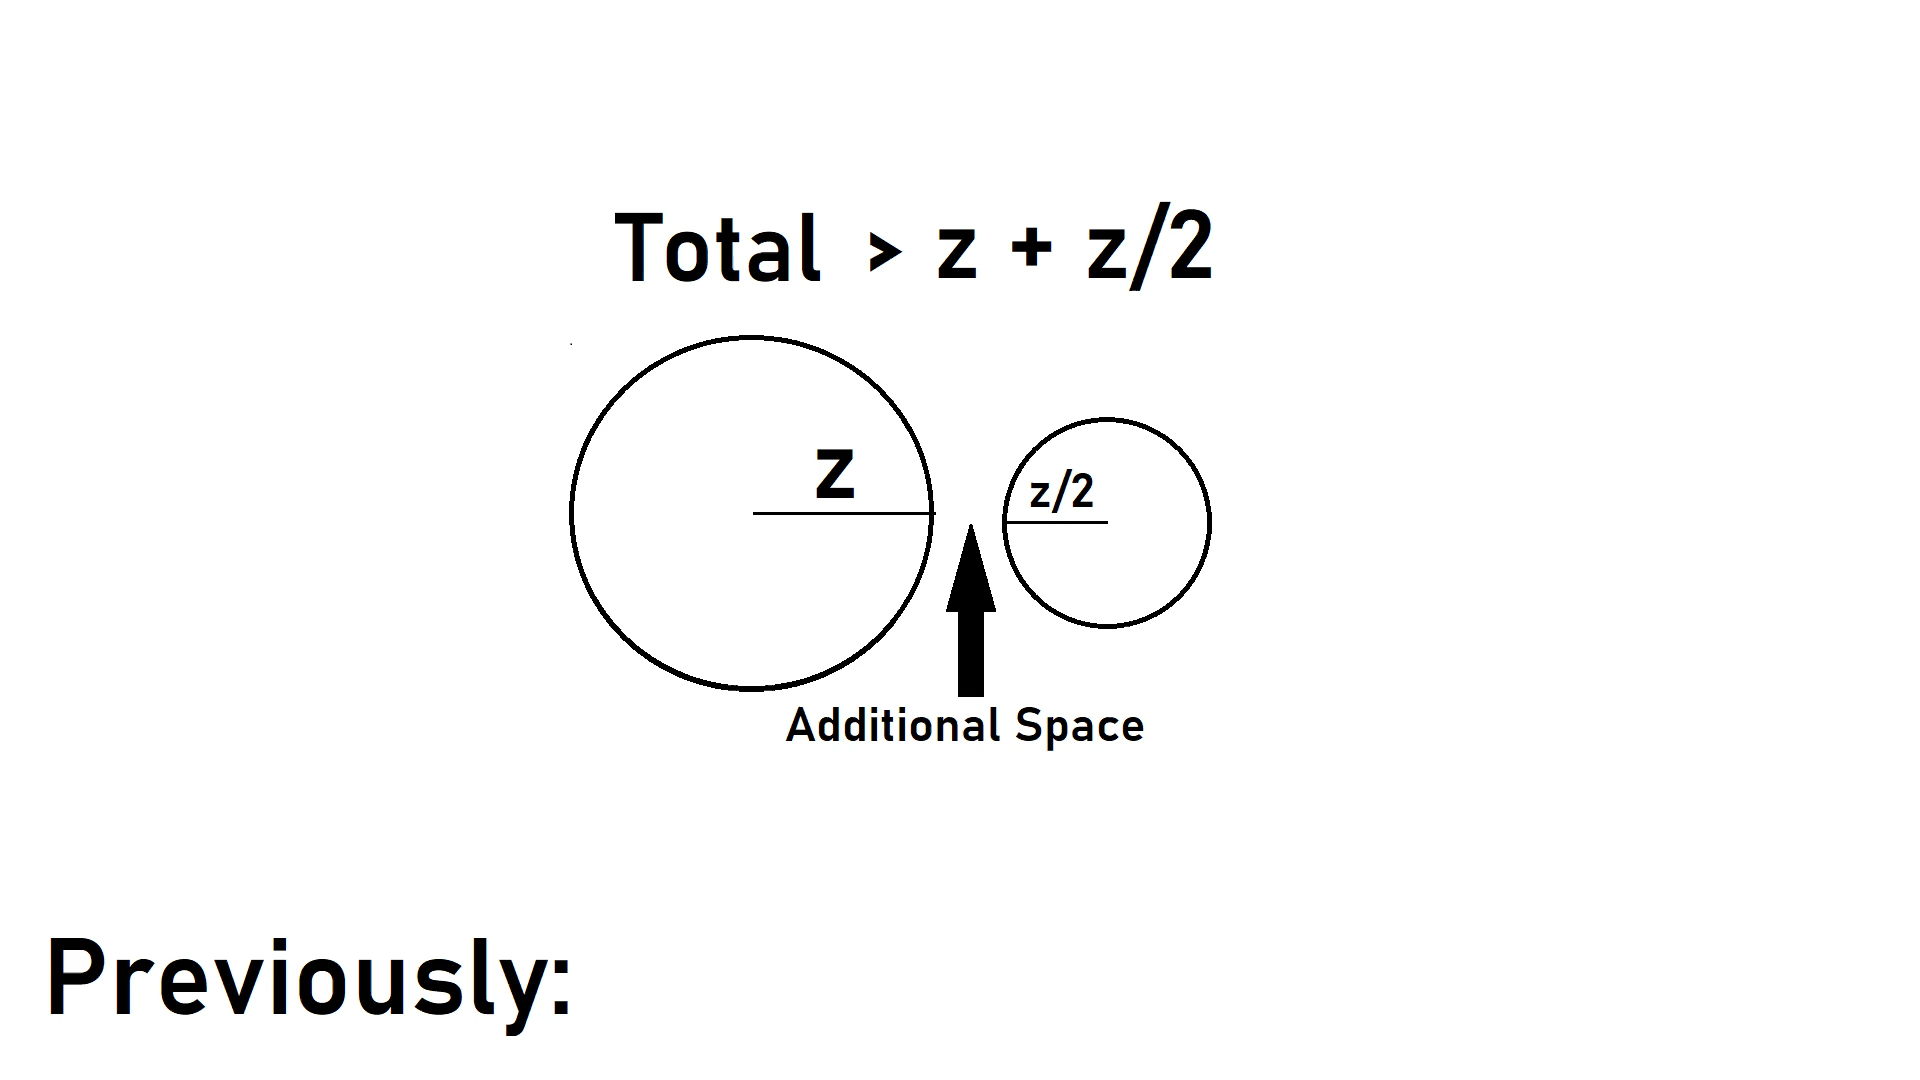 Total > z + z/2
z
z/2
Additional Space
Previously: